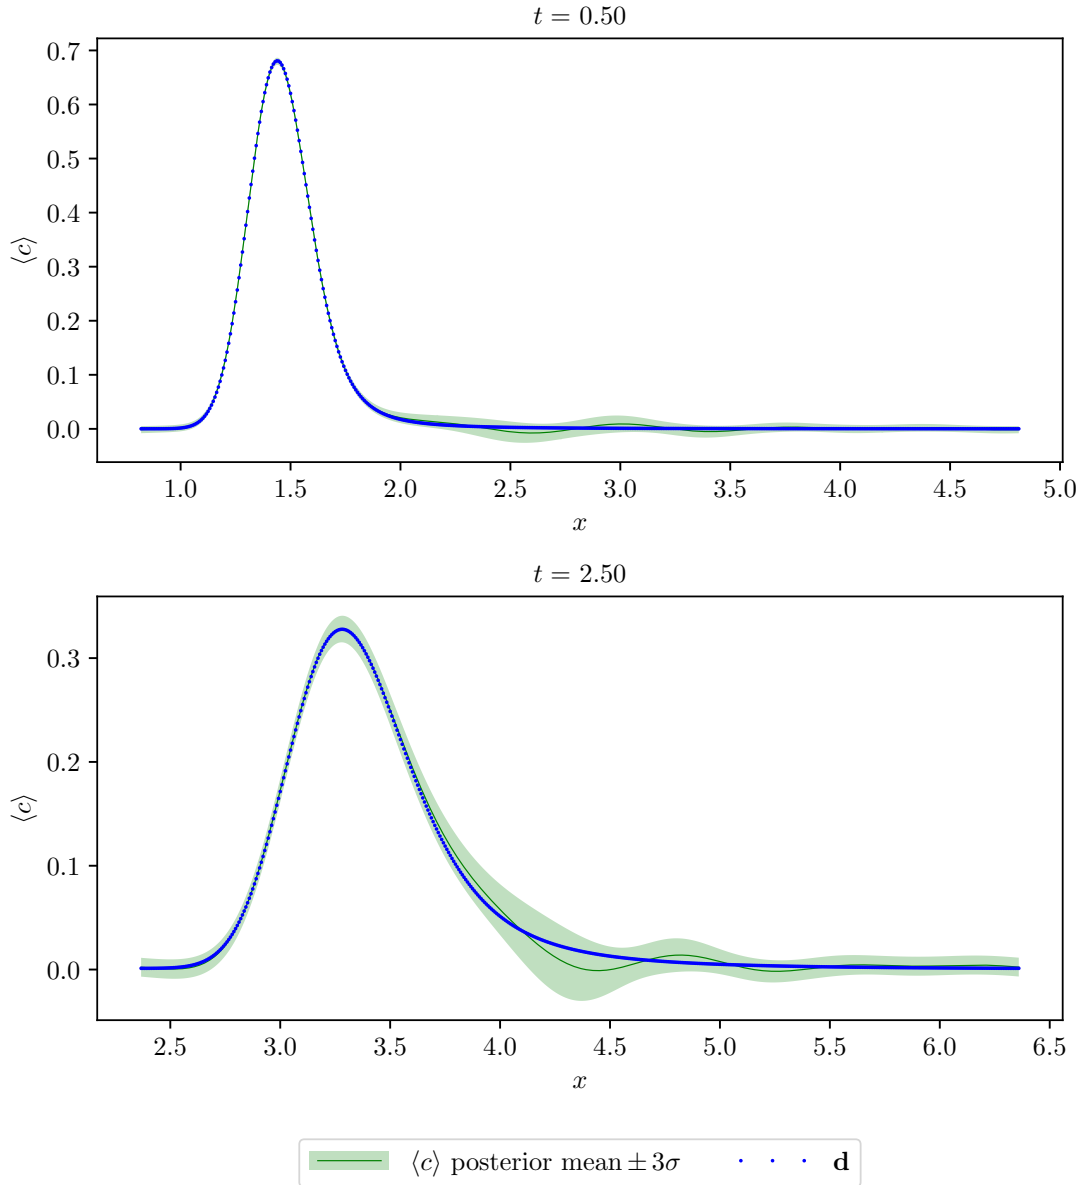 t = 0.50
0.7
0.6
0.5
0.4
0.3
0.2
0.1
0.0
⟨c⟩
1.0 1.5 2.0 2.5 3.0 3.5 4.0 4.5 5.0
x
t = 2.50
0.3
0.2
0.1
0.0
⟨c⟩
2.5 3.0 3.5 4.0 4.5 5.0 5.5 6.0 6.5
x
⟨c⟩ posterior mean ± 3σ d